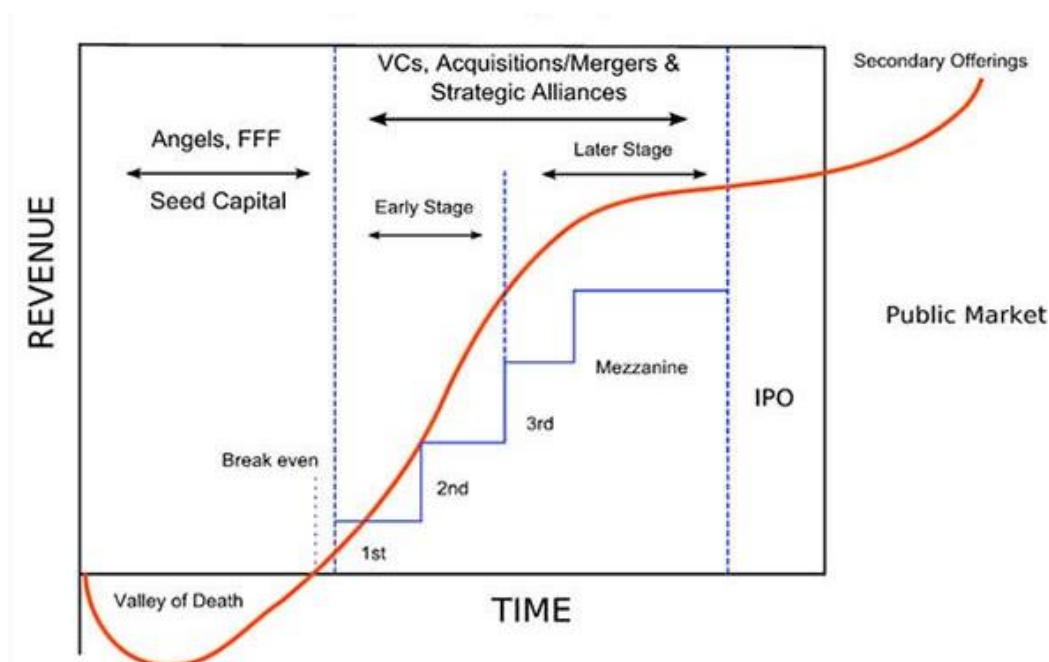 Secondary Offerings
VCs, Acquisitions/Mergers &
Strategic Alliances
Angels, FFF
Later Stage
Seed Capital
Early Stage
REVENUE
Public Market
Mezzanine
IPO
3rd
Break even
2nd
1st
Valley of Death
TIME